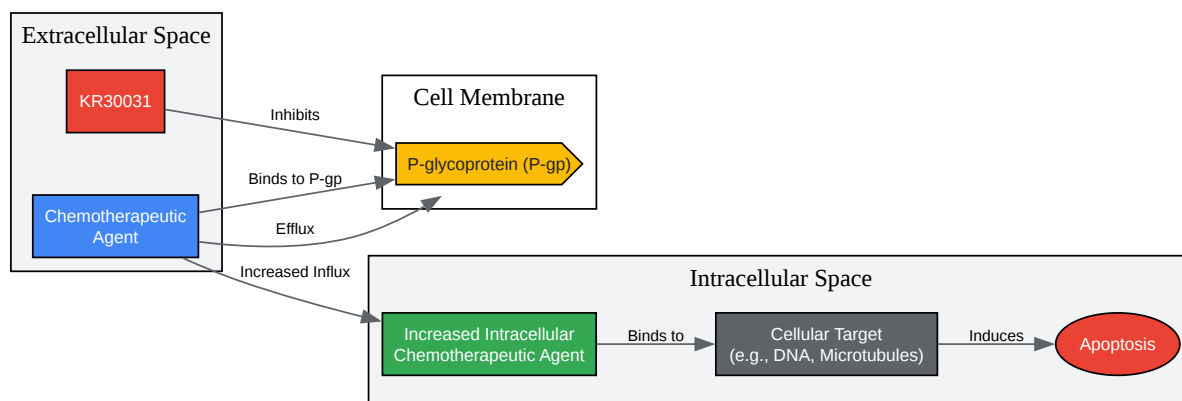 Extracellular Space
KR30031
Inhibits
Cell Membrane
P-glycoprotein (P-gp)
Binds to P-gp
Chemotherapeutic
Agent
Efflux
Increased Influx
Intracellular Space
Increased Intracellular
Chemotherapeutic Agent
Binds to
Cellular Target
(e.g., DNA, Microtubules)
Induces
Apoptosis